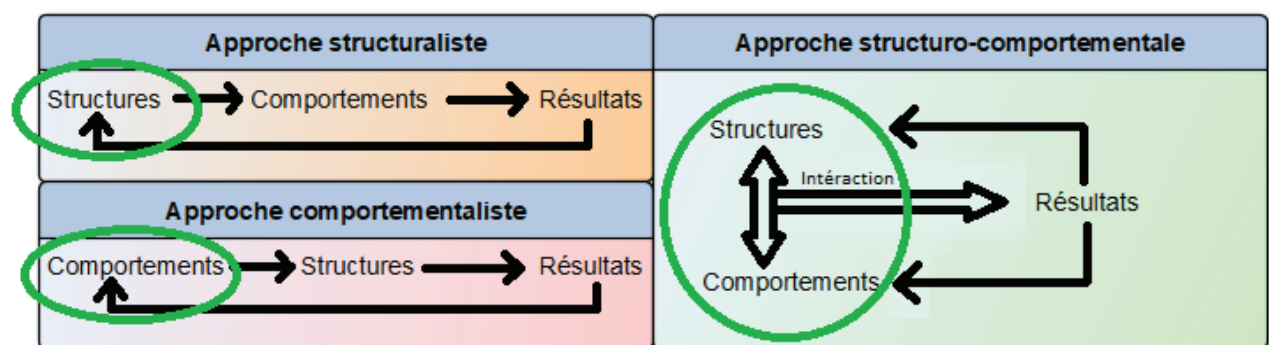 Approche structuraliste
Structures Comportements Résultats
Approche comportementaliste
Comportements Structures Résultats
Approche structuro-comportementale
Structures
Intéraction
Résultats
Comportements